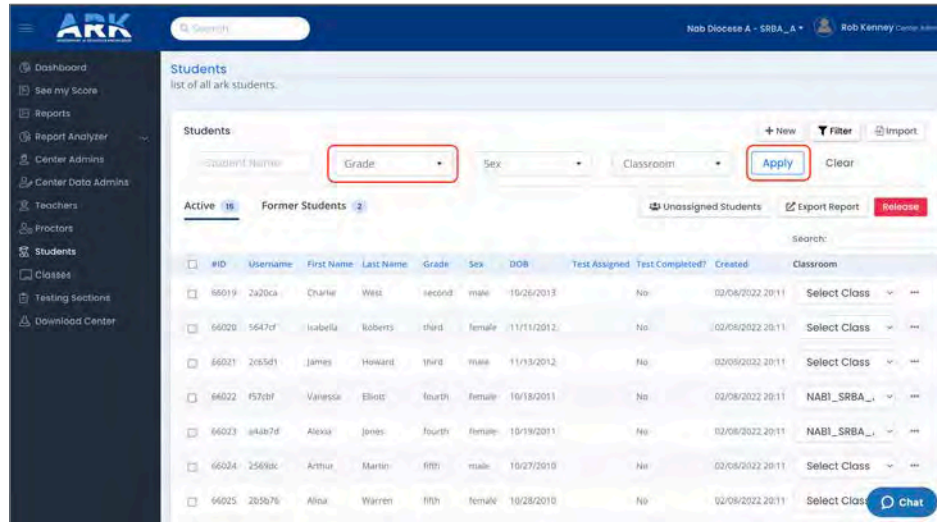 ARK
Search
Nab Diocese A - SRBA_A
Rob Kenney Center Admin
Dashboard
See my Score
Reports
Report Analyzer
Center Admins
Center Data Admins
Teachers
Proctors
Students
Classes
Testing Sections
Download Center
Students
list of all ark students.
Students
+ New
Filter
Import
Student Name
Grade
Sex
Classroom
Apply
Clear
Active 15
Former Students 2
Unassigned Students
Export Report
Release
Search:
#ID Username First Name Last Name Grade Sex DOB Test Assigned Test Completed? Created Classroom
66019 2a20ca Charlie West second male 10/26/2013 No 02/08/2022 20:11 Select Class
66020 5647cf Isabella Roberts third female 11/11/2012 No 02/08/2022 20:11 Select Class
66021 2c65d1 James Howard third male 11/13/2012 No 02/08/2022 20:11 Select Class
66022 f57cbf Vanessa Elliott fourth female 10/18/2011 No 02/08/2022 20:11 NAB1_SRBA_
66023 a4ab7d Alexia Jones fourth female 10/19/2011 No 02/08/2022 20:11 NAB1_SRBA_
66024 2569dc Arthur Martin fifth male 10/27/2010 No 02/08/2022 20:11 Select Class
66025 2b5b76 Alina Warren fifth female 10/28/2010 No 02/08/2022 20:11 Select Class
Chat